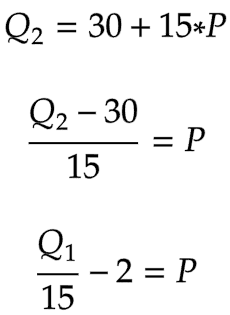 Q₂ = 30 + 15*P
(Q₂ − 30)/15 = P
Q₁/15 − 2 = P